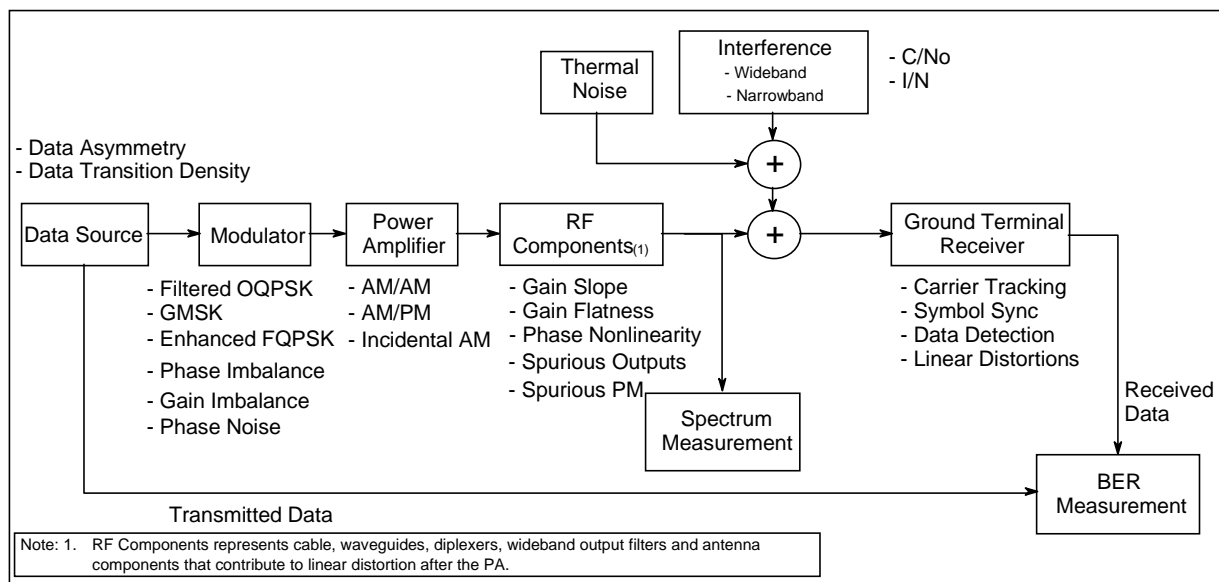 Interference
- Wideband
- Narrowband
- C/No
- I/N
Thermal
Noise
+
- Data Asymmetry
- Data Transition Density
Data Source
Modulator
Power
Amplifier
RF
Components(1)
+
Ground Terminal
Receiver
- Filtered OQPSK
- GMSK
- Enhanced FQPSK
- Phase Imbalance
- Gain Imbalance
- Phase Noise
- AM/AM
- AM/PM
- Incidental AM
- Gain Slope
- Gain Flatness
- Phase Nonlinearity
- Spurious Outputs
- Spurious PM
- Carrier Tracking
- Symbol Sync
- Data Detection
- Linear Distortions
Spectrum
Measurement
Received
Data
BER
Measurement
Transmitted Data
Note: 1. RF Components represents cable, waveguides, diplexers, wideband output filters and antenna
components that contribute to linear distortion after the PA.